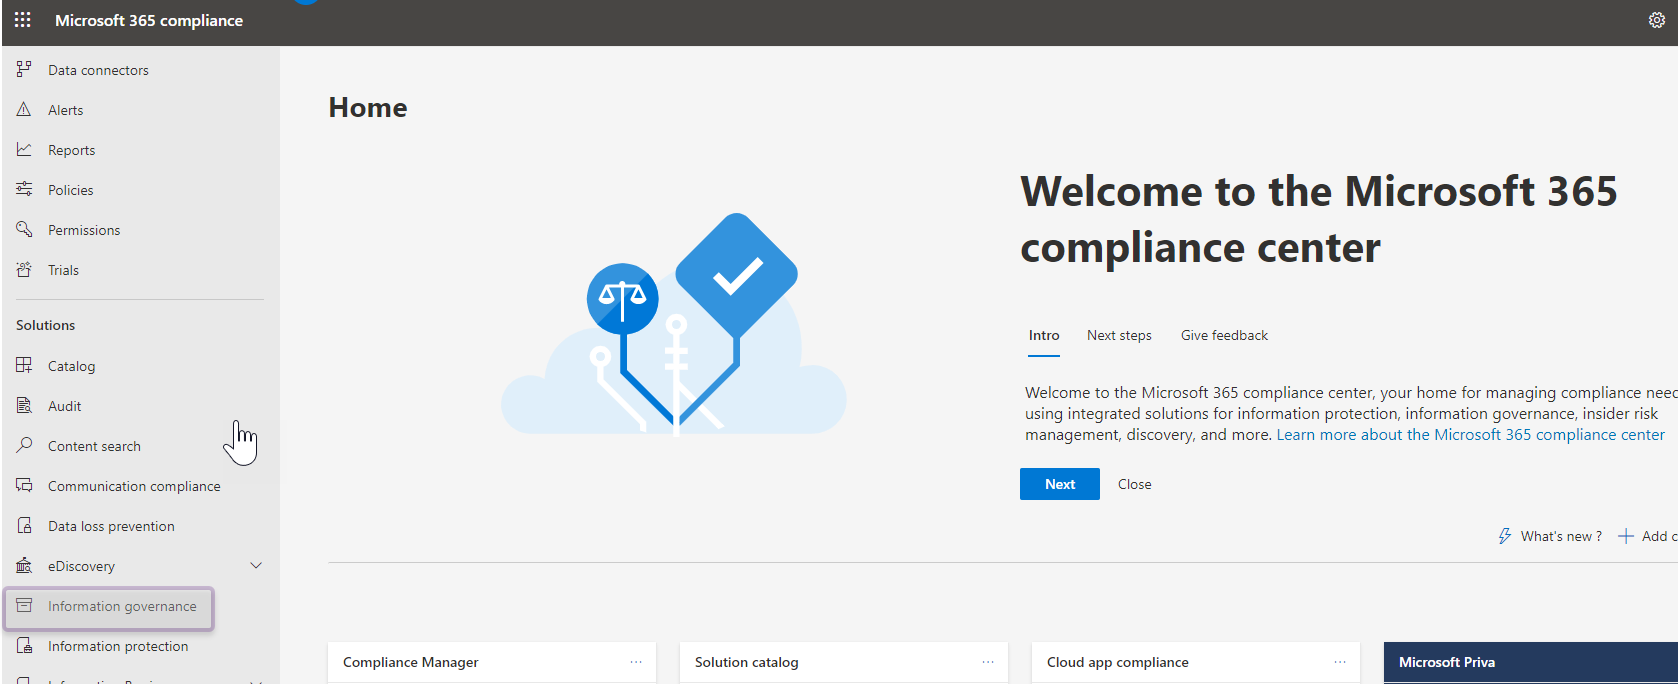 Microsoft 365 compliance
Data connectors
Alerts
Reports
Policies
Permissions
Trials
Solutions
Catalog
Audit
Content search
Communication compliance
Data loss prevention
eDiscovery
Information governance
Information protection
Home
Welcome to the Microsoft 365
compliance center
Intro Next steps Give feedback
Welcome to the Microsoft 365 compliance center, your home for managing compliance
using integrated solutions for information protection, information governance, insider risk
management, discovery, and more. Learn more about the Microsoft 365 compliance center
Next Close
What's new ? Add
Compliance Manager
Solution catalog
Cloud app compliance
Microsoft Priva